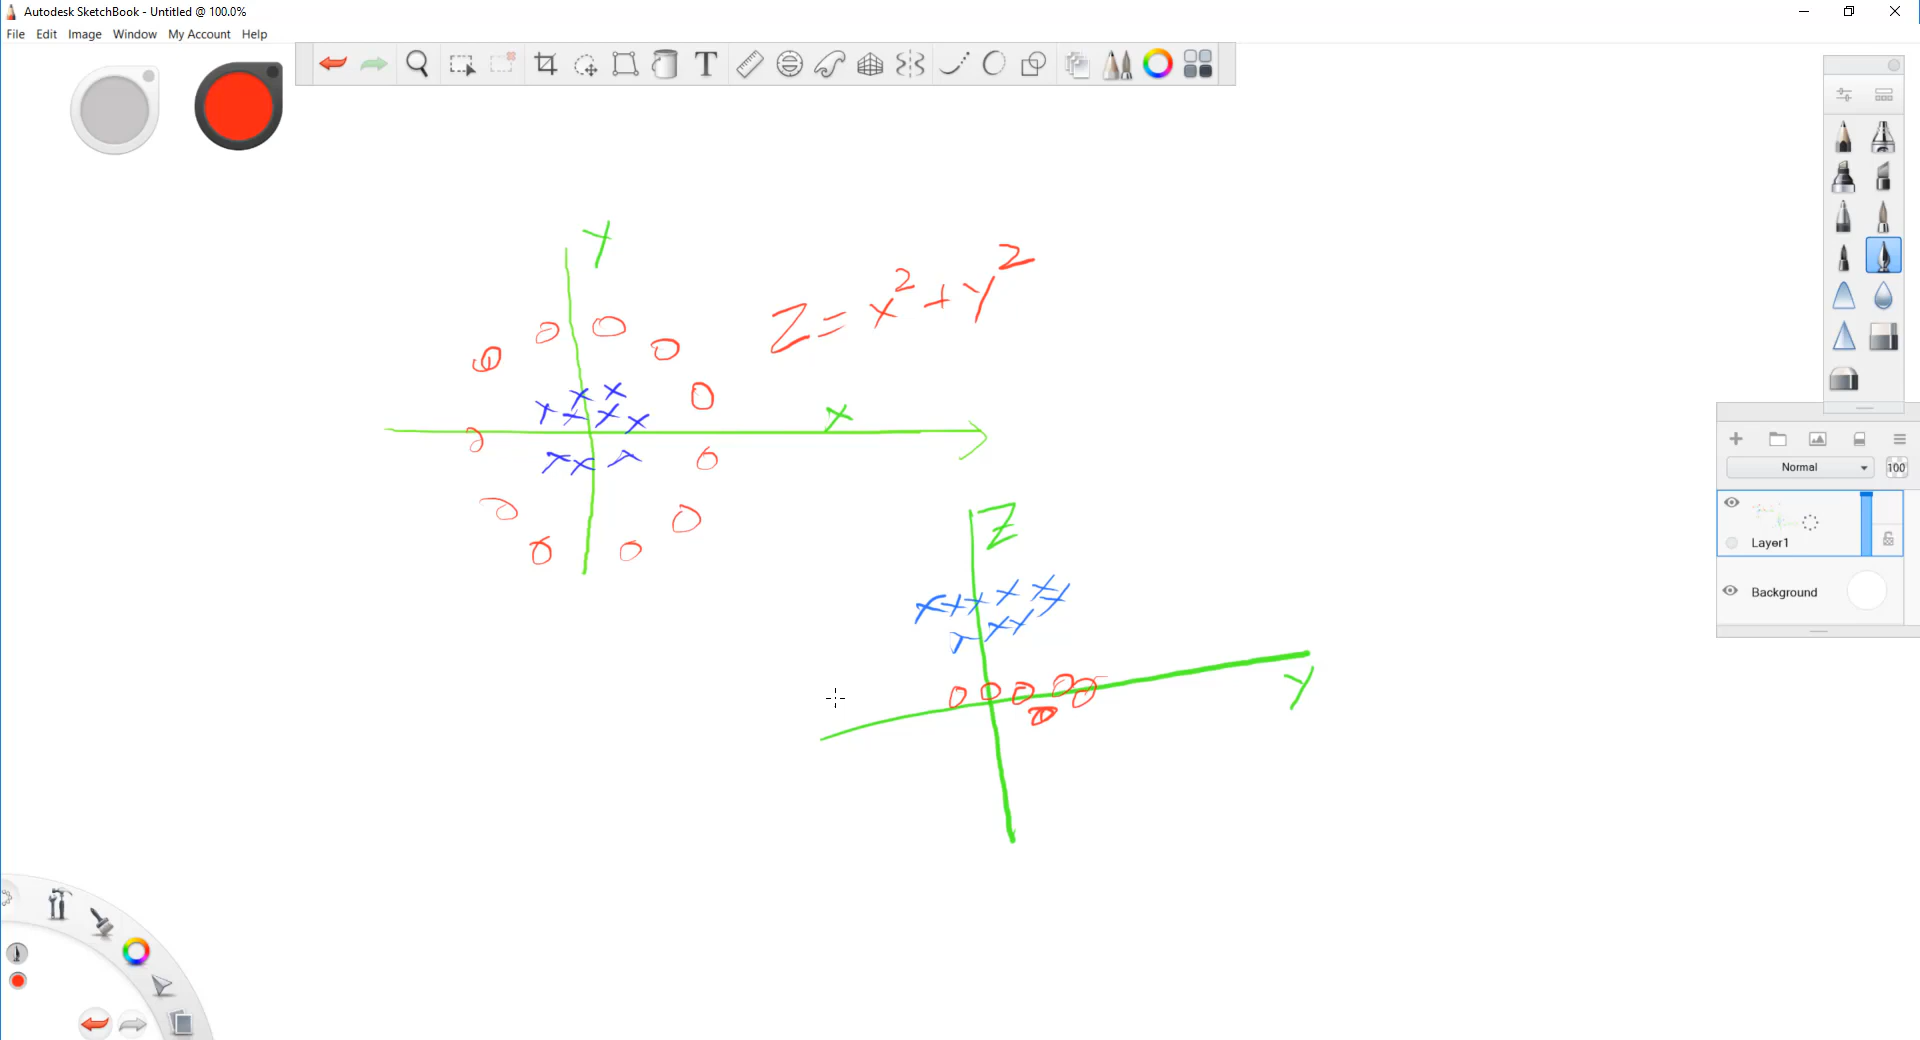 Autodesk SketchBook - Untitled @ 100.0%
File Edit Image Window My Account Help
T
Y
Z = x² + y²
X
Z
Y
Normal 100
Layer1
Background